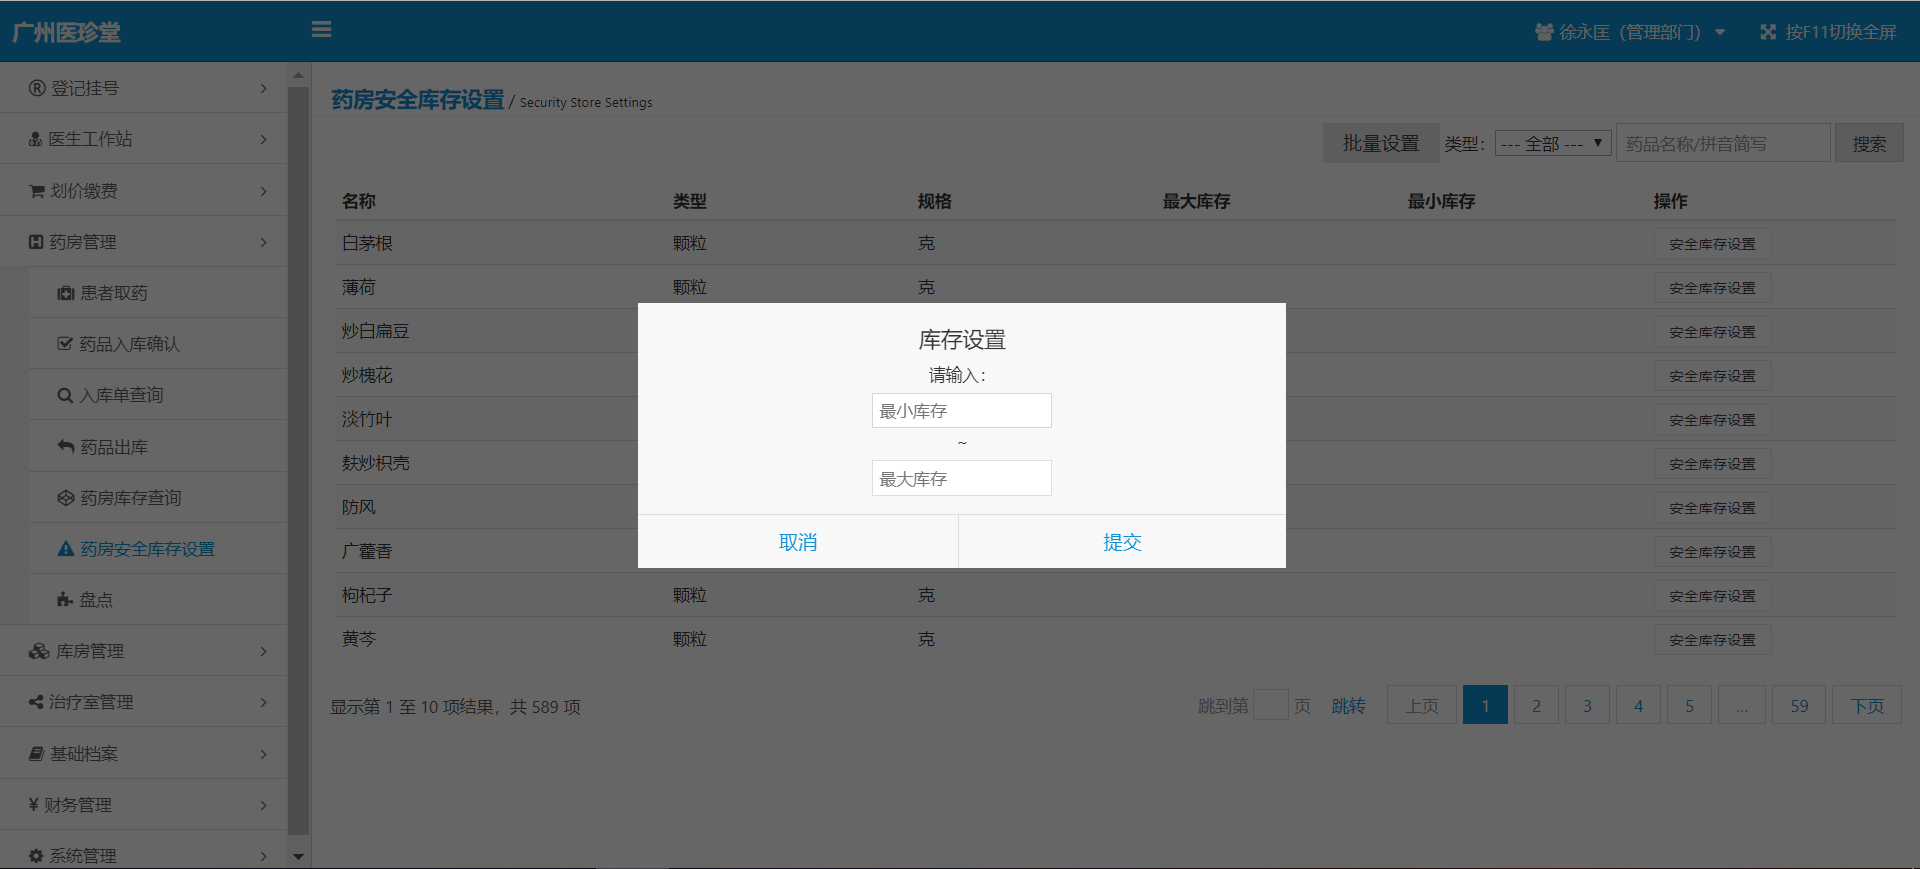 广州医珍堂
徐永匡（管理部门）
按F11切换全屏
登记挂号
医生工作站
划价缴费
药房管理
患者取药
药品入库确认
入库单查询
药品出库
药房库存查询
药房安全库存设置
盘点
库房管理
治疗室管理
基础档案
¥ 财务管理
系统管理
药房安全库存设置 / Security Store Settings
批量设置 类型： --- 全部 --- 药品名称/拼音简写 搜索
名称 类型 规格 最大库存 最小库存 操作
白茅根 颗粒 克 安全库存设置
薄荷 颗粒 克 安全库存设置
炒白扁豆 安全库存设置
炒槐花 安全库存设置
淡竹叶 安全库存设置
麸炒枳壳 安全库存设置
防风 安全库存设置
广藿香 安全库存设置
枸杞子 颗粒 克 安全库存设置
黄芩 颗粒 克 安全库存设置
库存设置
请输入：
最小库存
~
最大库存
取消 提交
显示第 1 至 10 项结果，共 589 项
跳到第 页 跳转 上页 1 2 3 4 5 ... 59 下页